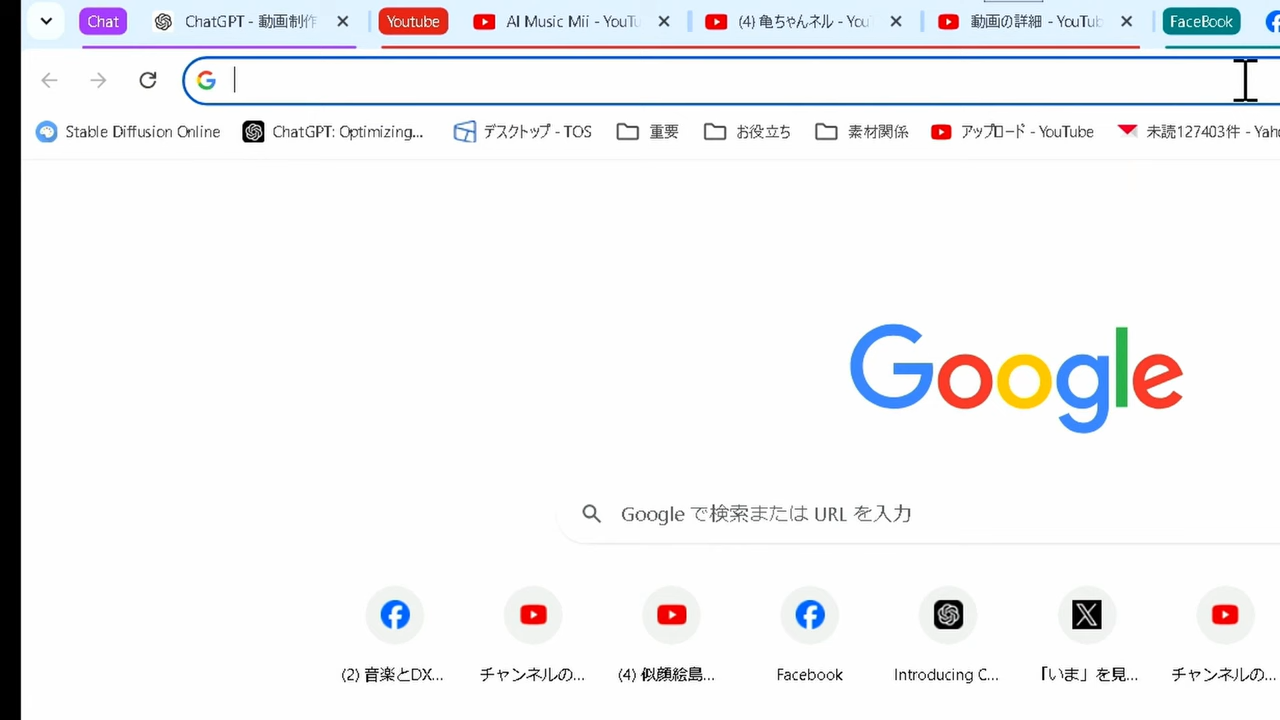 Chat ChatGPT - 動画制作 Youtube AI Music Mii - YouTu (4) 亀ちゃんネル - You 動画の詳細 - YouTub FaceBook
Stable Diffusion Online ChatGPT: Optimizing... デスクトップ - TOS 重要 お役立ち 素材関係 アップロード - YouTube 未読127403件 - Yaho
Google
Google で検索または URL を入力
(2) 音楽とDX... チャンネルの... (4) 似顔絵島... Facebook Introducing C... 「いま」を見... チャンネルの...